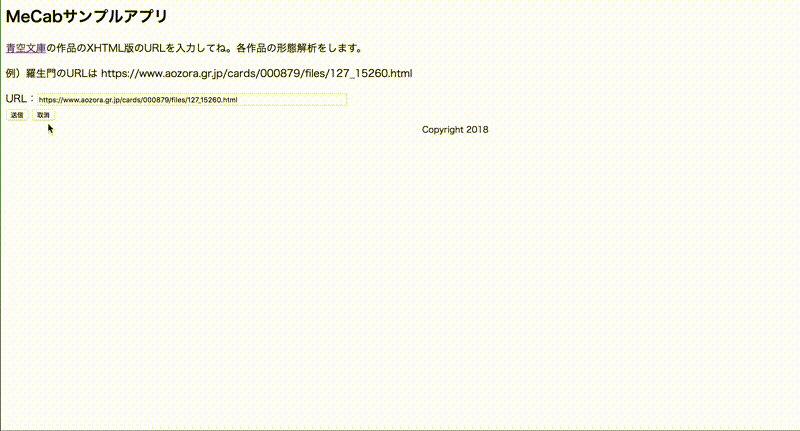 MeCabサンプルアプリ
青空文庫の作品のXHTML版のURLを入力してね。各作品の形態解析をします。
例）羅生門のURLは https://www.aozora.gr.jp/cards/000879/files/127_15260.html
URL：https://www.aozora.gr.jp/cards/000879/files/127_15260.html
送信 取消
Copyright 2018